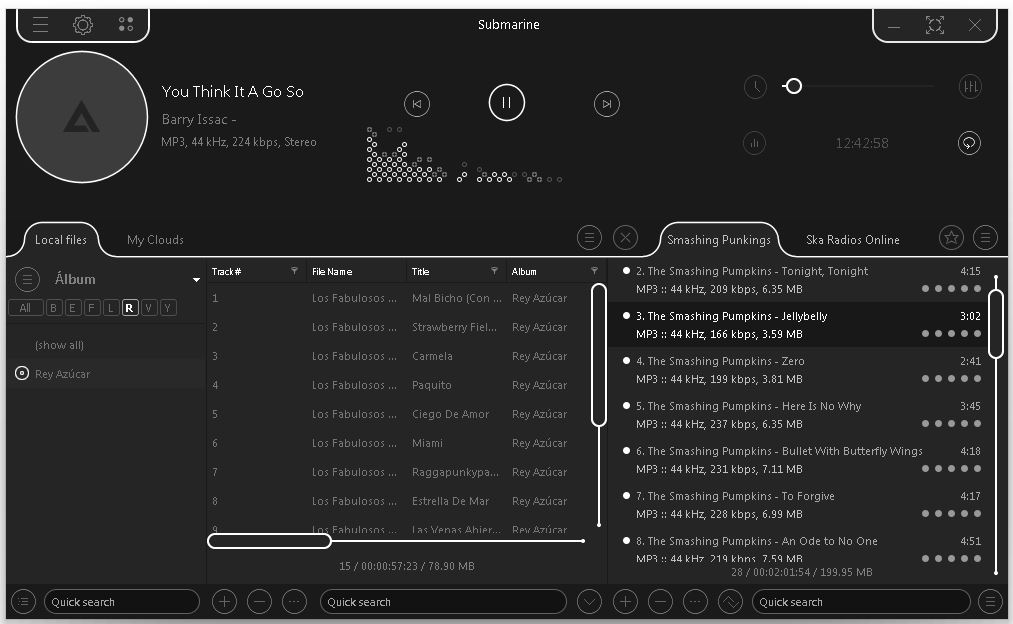 Submarine
You Think It A Go So
Barry Issac -
MP3, 44 kHz, 224 kbps, Stereo
12:42:58
Local files
My Clouds
Smashing Punkings
Ska Radios Online
Álbum
All B E F L R V Y
(show all)
Rey Azúcar
Track # File Name Title Album
1 Los Fabulosos ... Mal Bicho (Con ... Rey Azúcar
2 Los Fabulosos ... Strawberry Fiel... Rey Azúcar
3 Los Fabulosos ... Carmela Rey Azúcar
4 Los Fabulosos ... Paquito Rey Azúcar
5 Los Fabulosos ... Ciego De Amor Rey Azúcar
6 Los Fabulosos ... Miami Rey Azúcar
7 Los Fabulosos ... Raggapunkypa... Rey Azúcar
8 Los Fabulosos ... Estrella De Mar Rey Azúcar
9 Los Fabulosos ... Las Venas Abier... Rey Azúcar
15 / 00:00:57:23 / 78.90 MB
2. The Smashing Pumpkins - Tonight, Tonight 4:15
MP3 :: 44 kHz, 209 kbps, 6.35 MB
3. The Smashing Pumpkins - Jellybelly 3:02
MP3 :: 44 kHz, 166 kbps, 3.59 MB
4. The Smashing Pumpkins - Zero 2:41
MP3 :: 44 kHz, 199 kbps, 3.81 MB
5. The Smashing Pumpkins - Here Is No Why 3:45
MP3 :: 44 kHz, 237 kbps, 6.35 MB
6. The Smashing Pumpkins - Bullet With Butterfly Wings 4:18
MP3 :: 44 kHz, 231 kbps, 7.11 MB
7. The Smashing Pumpkins - To Forgive 4:17
MP3 :: 44 kHz, 228 kbps, 6.99 MB
8. The Smashing Pumpkins - An Ode to No One 4:51
MP3 :: 44 kHz, 219 kbps, 7.59 MB
28 / 00:02:01:54 / 199.95 MB
Quick search
Quick search
Quick search